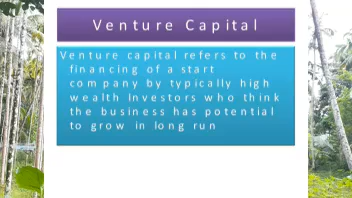 Venture Capital
Venture capital refers to the
financing of a start
company by typically high
wealth Investors who think
the business has potential
to grow in long run